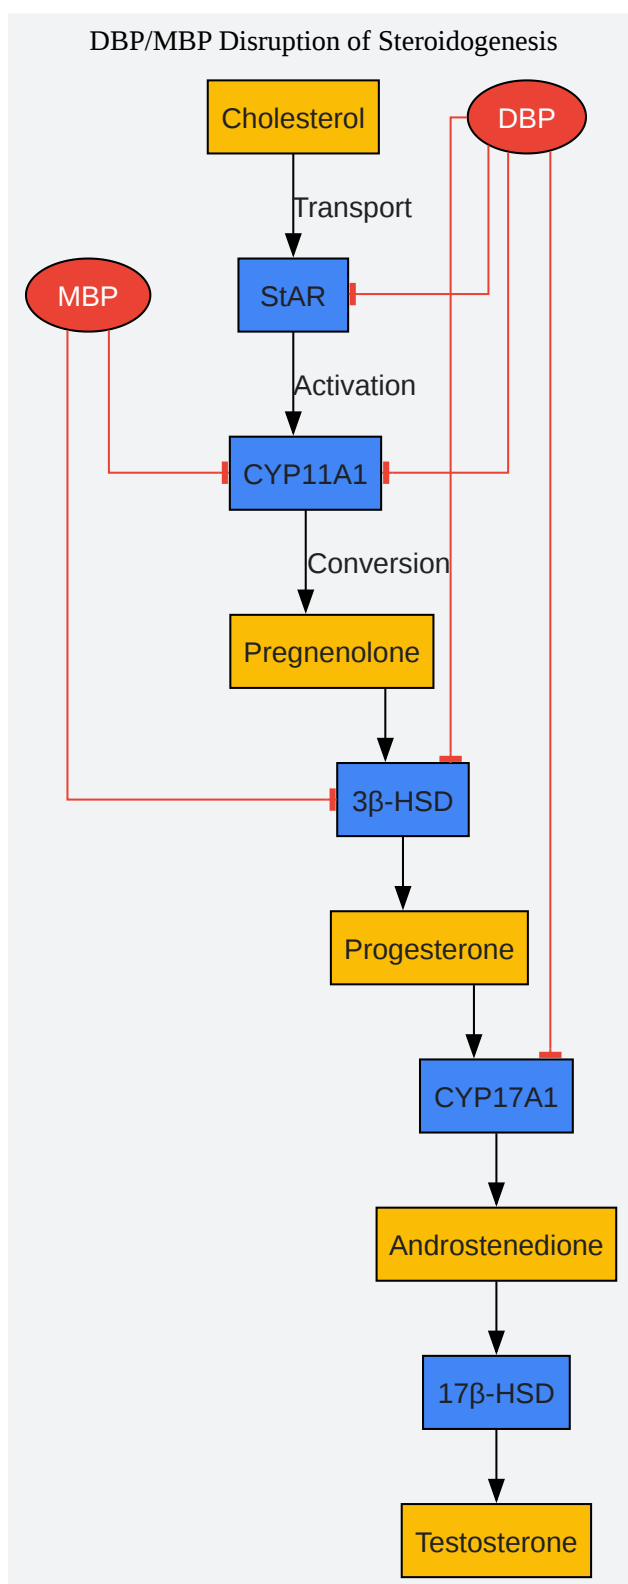 DBP/MBP Disruption of Steroidogenesis
Cholesterol
DBP
Transport
MBP
StAR
Activation
CYP11A1
Conversion
Pregnenolone
3β-HSD
Progesterone
CYP17A1
Androstenedione
17β-HSD
Testosterone